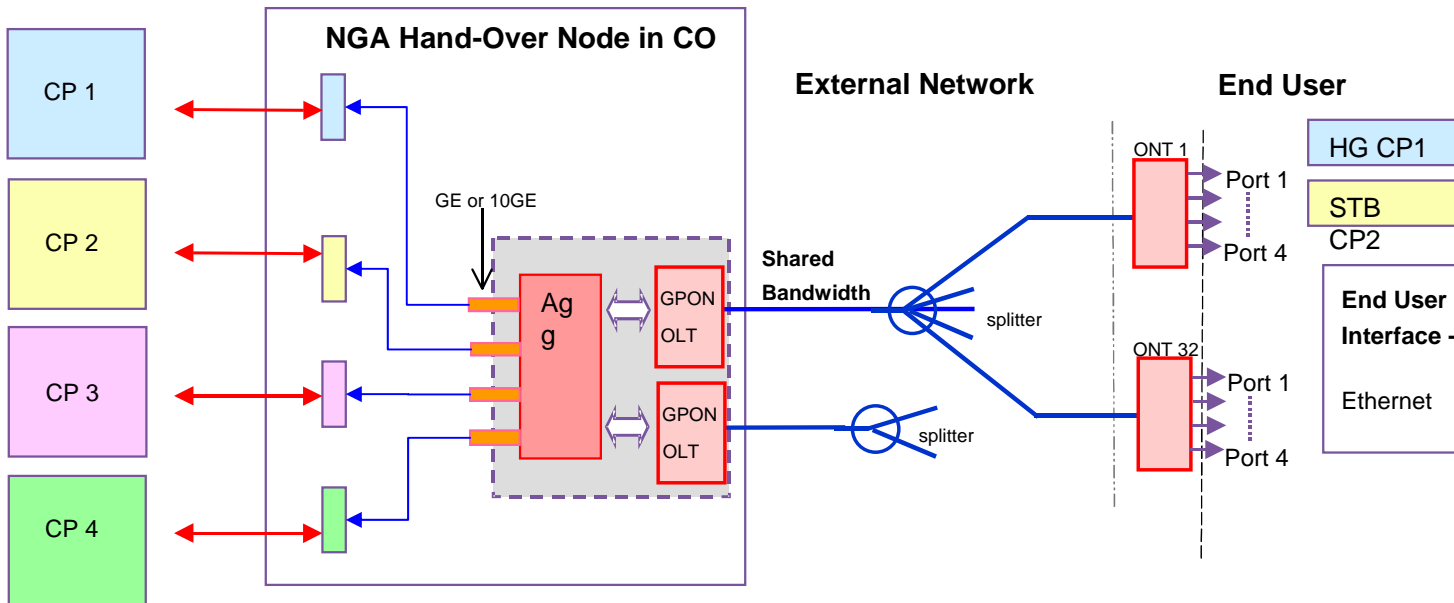 NGA Hand-Over Node in CO
CP 1
CP 2
CP 3
CP 4
GE or 10GE
Ag
g
GPON
OLT
GPON
OLT
External Network
Shared
Bandwidth
splitter
splitter
End User
ONT 1
Port 1
Port 4
ONT 32
Port 1
Port 4
HG CP1
STB
CP2
End User
Interface -
Ethernet